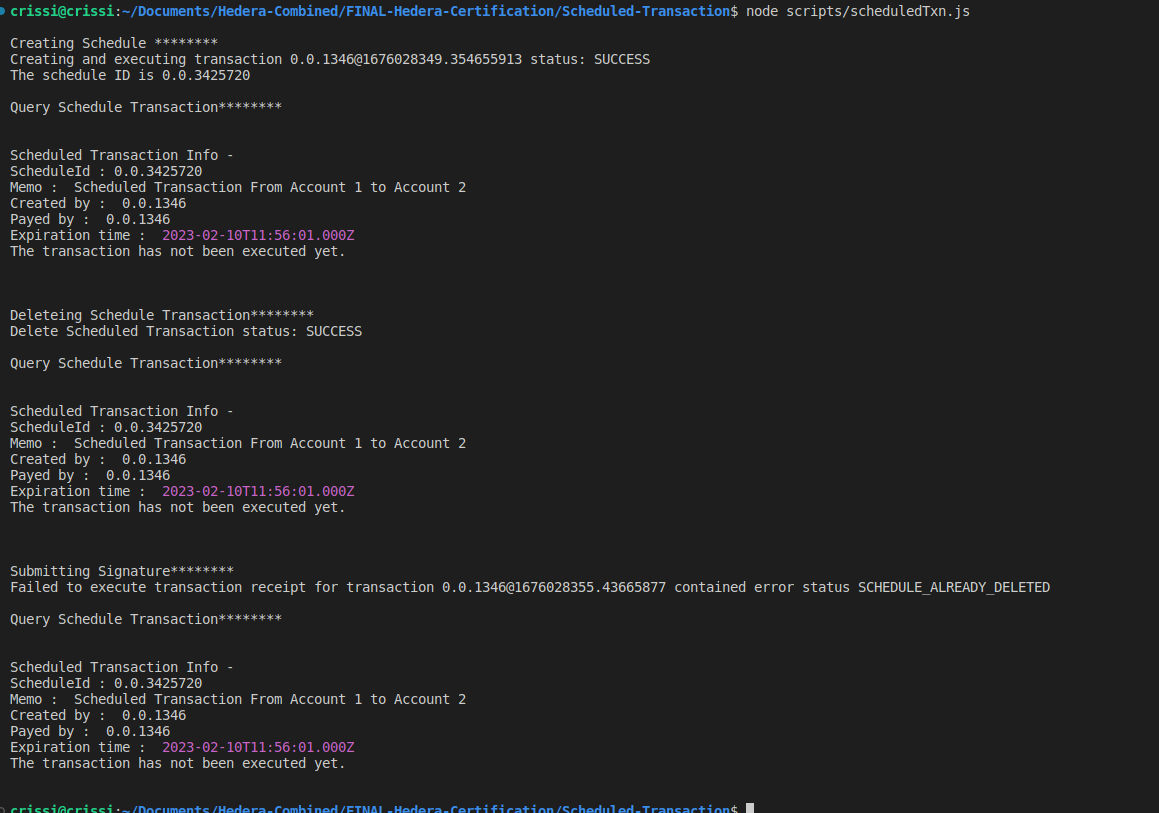 crissi@crissi:~/Documents/Hedera-Combined/FINAL-Hedera-Certification/Scheduled-Transaction$ node scripts/scheduledTxn.js
Creating Schedule ********
Creating and executing transaction 0.0.1346@1676028349.354655913 status: SUCCESS
The schedule ID is 0.0.3425720
Query Schedule Transaction********
Scheduled Transaction Info -
ScheduleId : 0.0.3425720
Memo :  Scheduled Transaction From Account 1 to Account 2
Created by :  0.0.1346
Payed by :  0.0.1346
Expiration time :  2023-02-10T11:56:01.000Z
The transaction has not been executed yet.
Deleteing Schedule Transaction********
Delete Scheduled Transaction status: SUCCESS
Query Schedule Transaction********
Scheduled Transaction Info -
ScheduleId : 0.0.3425720
Memo :  Scheduled Transaction From Account 1 to Account 2
Created by :  0.0.1346
Payed by :  0.0.1346
Expiration time :  2023-02-10T11:56:01.000Z
The transaction has not been executed yet.
Submitting Signature********
Failed to execute transaction receipt for transaction 0.0.1346@1676028355.43665877 contained error status SCHEDULE_ALREADY_DELETED
Query Schedule Transaction********
Scheduled Transaction Info -
ScheduleId : 0.0.3425720
Memo :  Scheduled Transaction From Account 1 to Account 2
Created by :  0.0.1346
Payed by :  0.0.1346
Expiration time :  2023-02-10T11:56:01.000Z
The transaction has not been executed yet.
crissi@crissi:~/Documents/Hedera-Combined/FINAL-Hedera-Certification/Scheduled-Transaction$